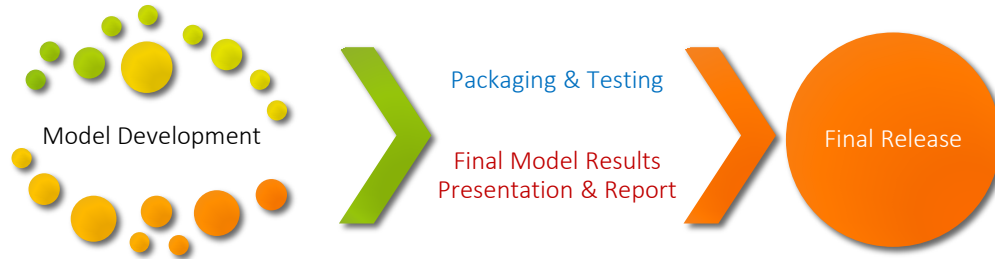 Model Development
Packaging & Testing
Final Model Results
Presentation & Report
Final Release